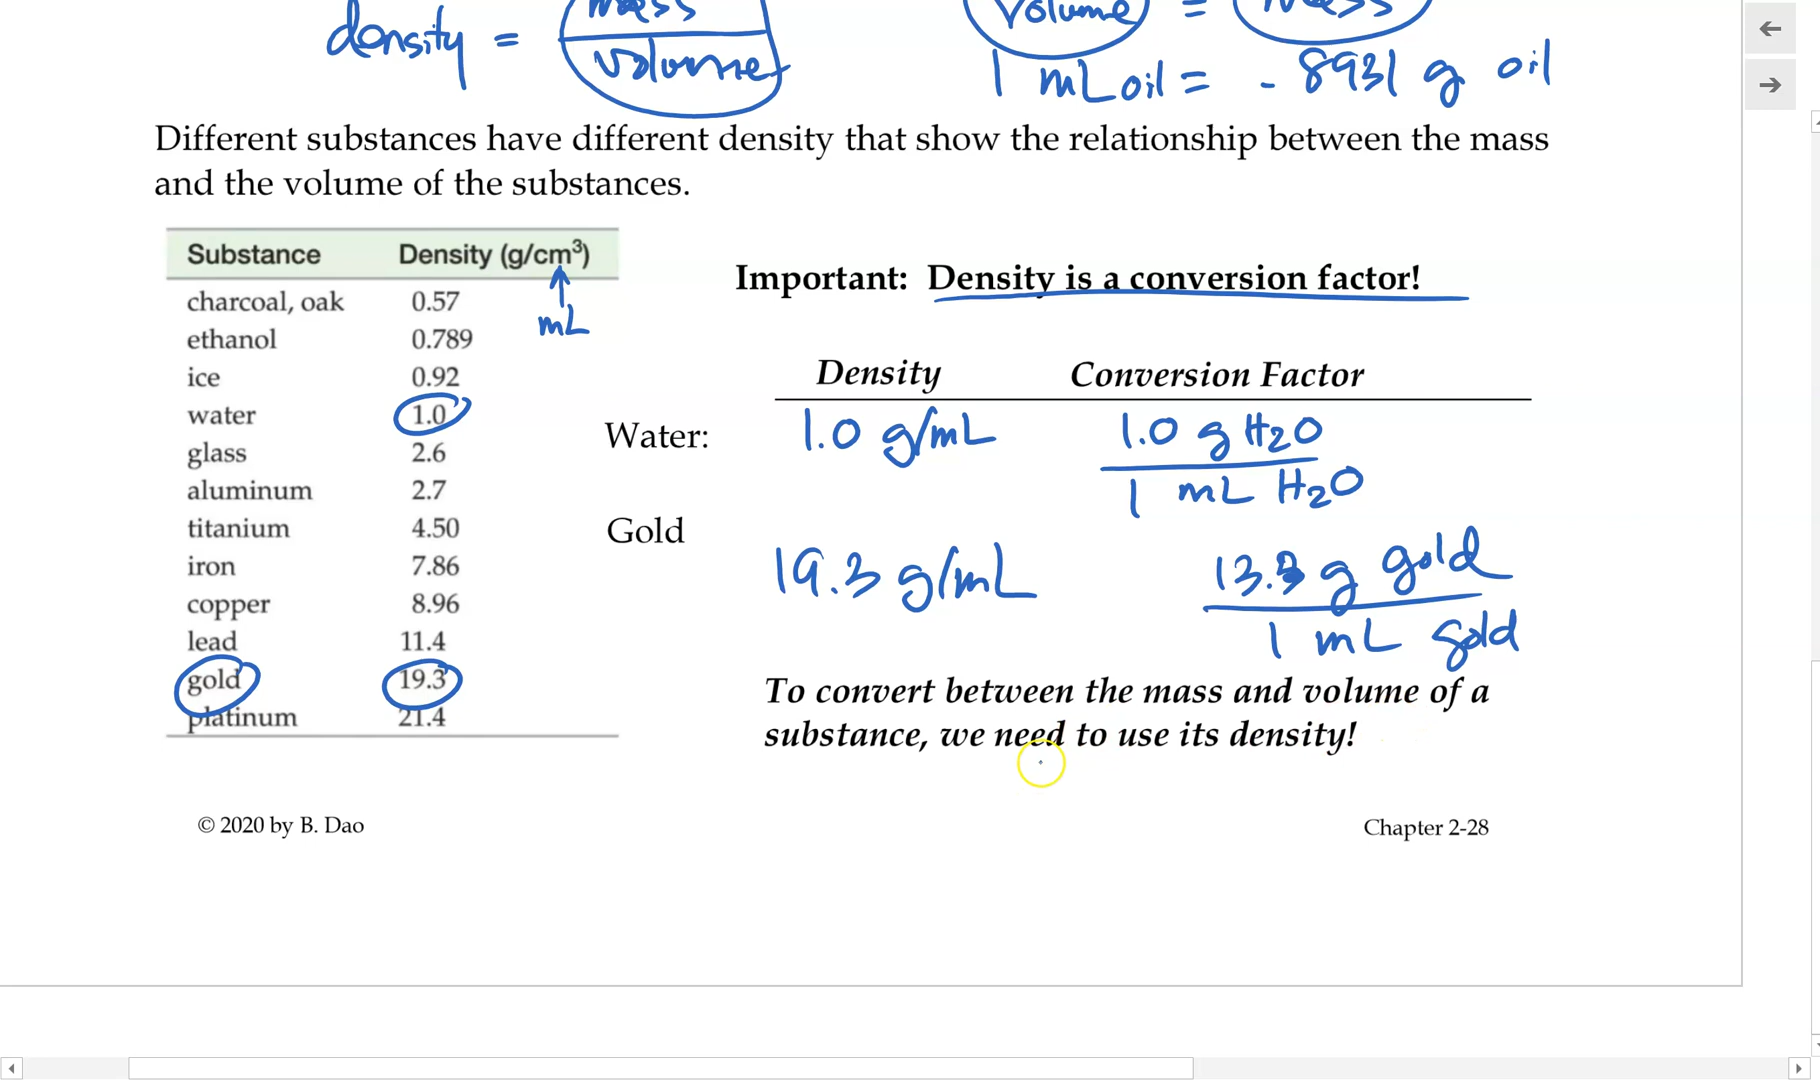 density = mass / volume
volume = mass
1 mL oil = .8931 g oil
Different substances have different density that show the relationship between the mass
and the volume of the substances.
Substance Density (g/cm³)
mL
charcoal, oak 0.57
ethanol 0.789
ice 0.92
water 1.0
glass 2.6
aluminum 2.7
titanium 4.50
iron 7.86
copper 8.96
lead 11.4
gold 19.3
platinum 21.4
Important: Density is a conversion factor!
Density Conversion Factor
Water: 1.0 g/mL 1.0 g H2O
1 mL H2O
Gold 19.3 g/mL 13.3 g gold
1 mL gold
To convert between the mass and volume of a
substance, we need to use its density!
© 2020 by B. Dao Chapter 2-28